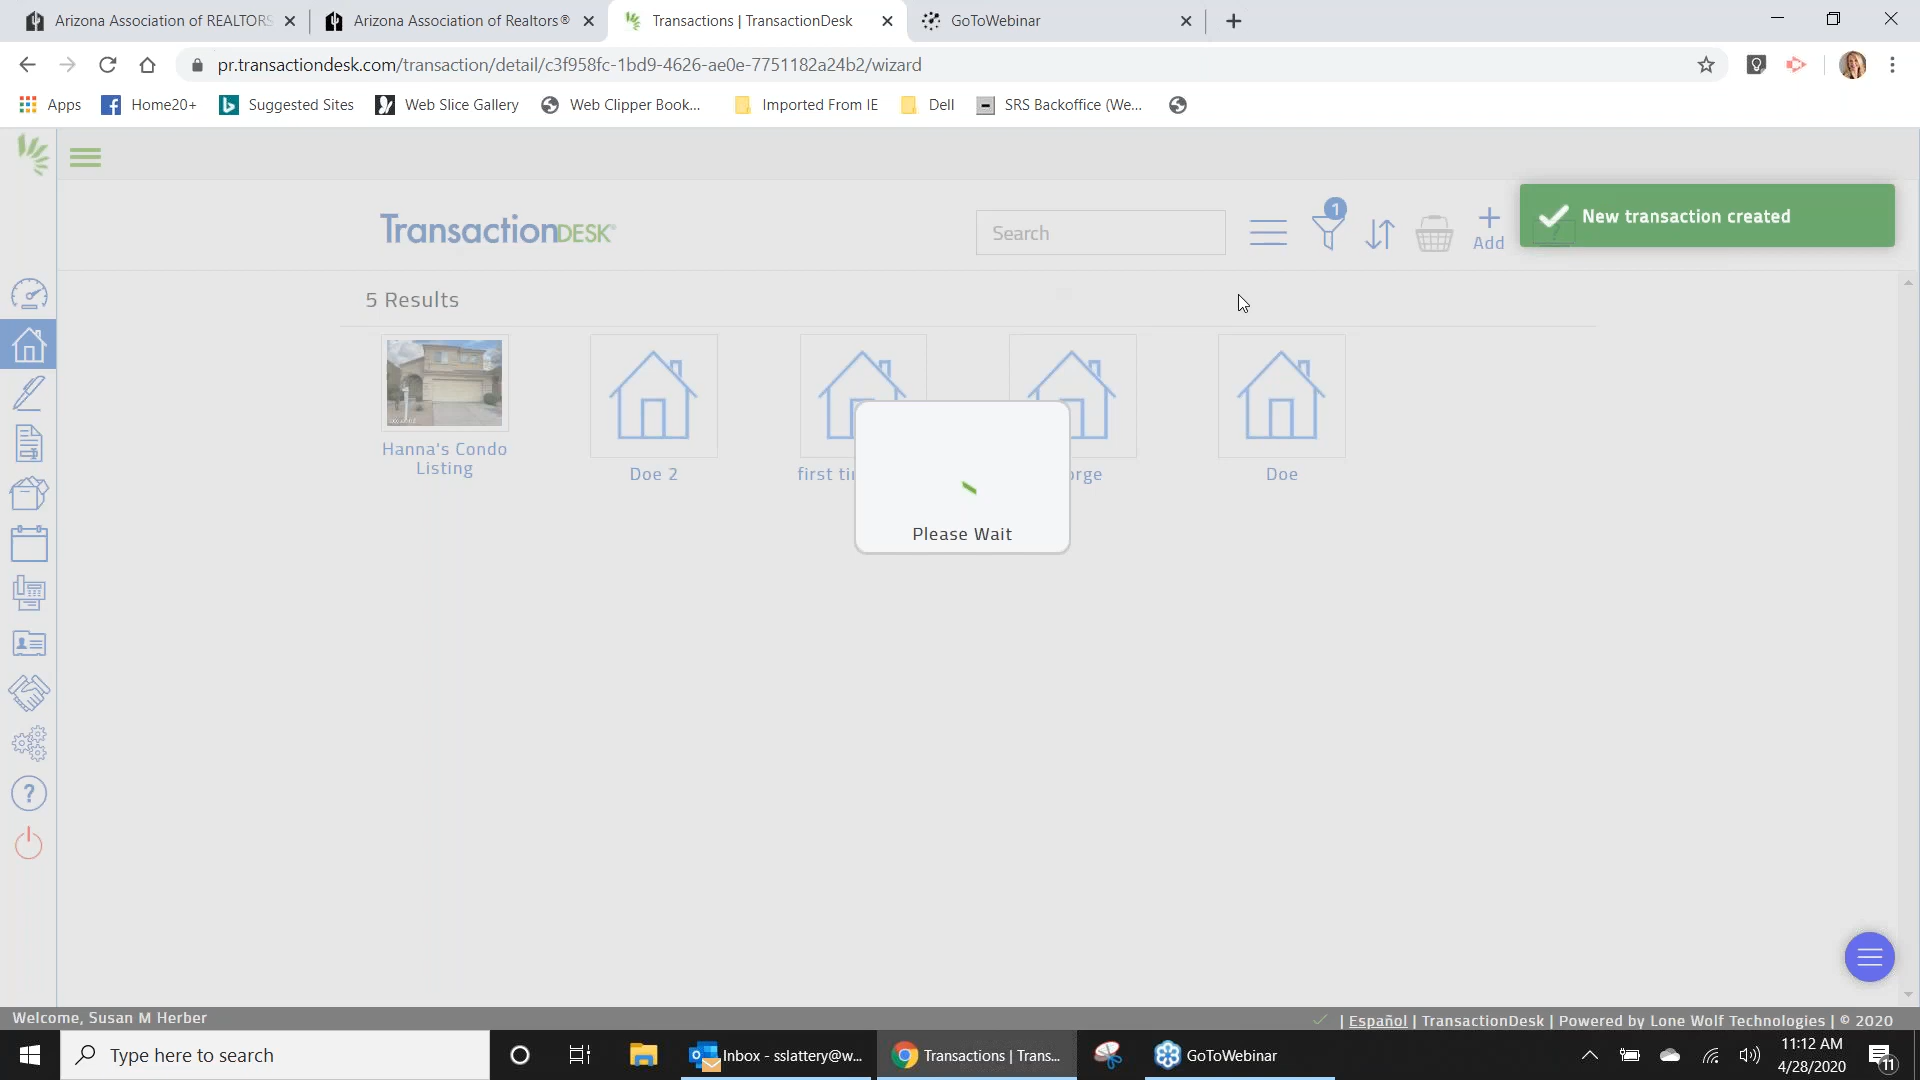 Arizona Association of REALTORS
Arizona Association of Realtors®
Transactions | TransactionDesk
GoToWebinar
pr.transactiondesk.com/transaction/detail/c3f958fc-1bd9-4626-ae0e-7751182a24b2/wizard
Apps
Home20+
Suggested Sites
Web Slice Gallery
Web Clipper Book...
Imported From IE
Dell
SRS Backoffice (We...
TransactionDESK®
Search
1
Add
New transaction created
5 Results
Hanna's Condo
Listing
Doe 2
first ti
orge
Doe
Please Wait
?
Welcome, Susan M Herber
| Español | TransactionDesk | Powered by Lone Wolf Technologies | © 2020
Type here to search
Inbox - sslattery@w...
Transactions | Trans...
GoToWebinar
11:12 AM
4/28/2020
11